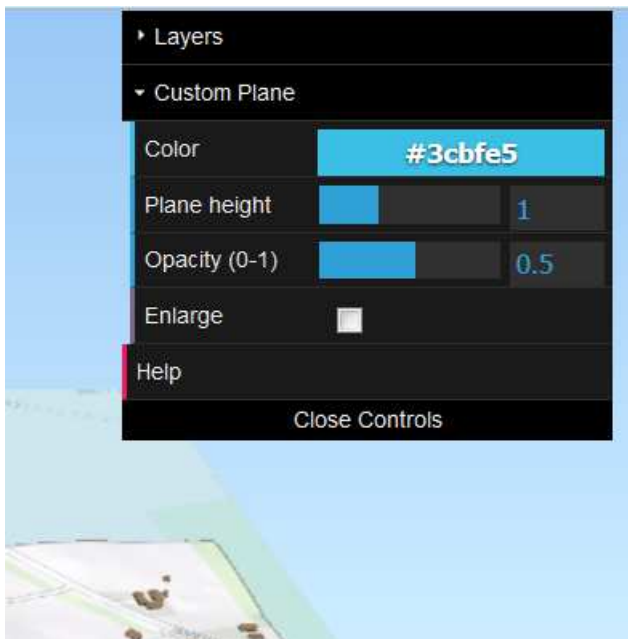 Layers
Custom Plane
Color #3cbfe5
Plane height 1
Opacity (0-1) 0.5
Enlarge
Help
Close Controls